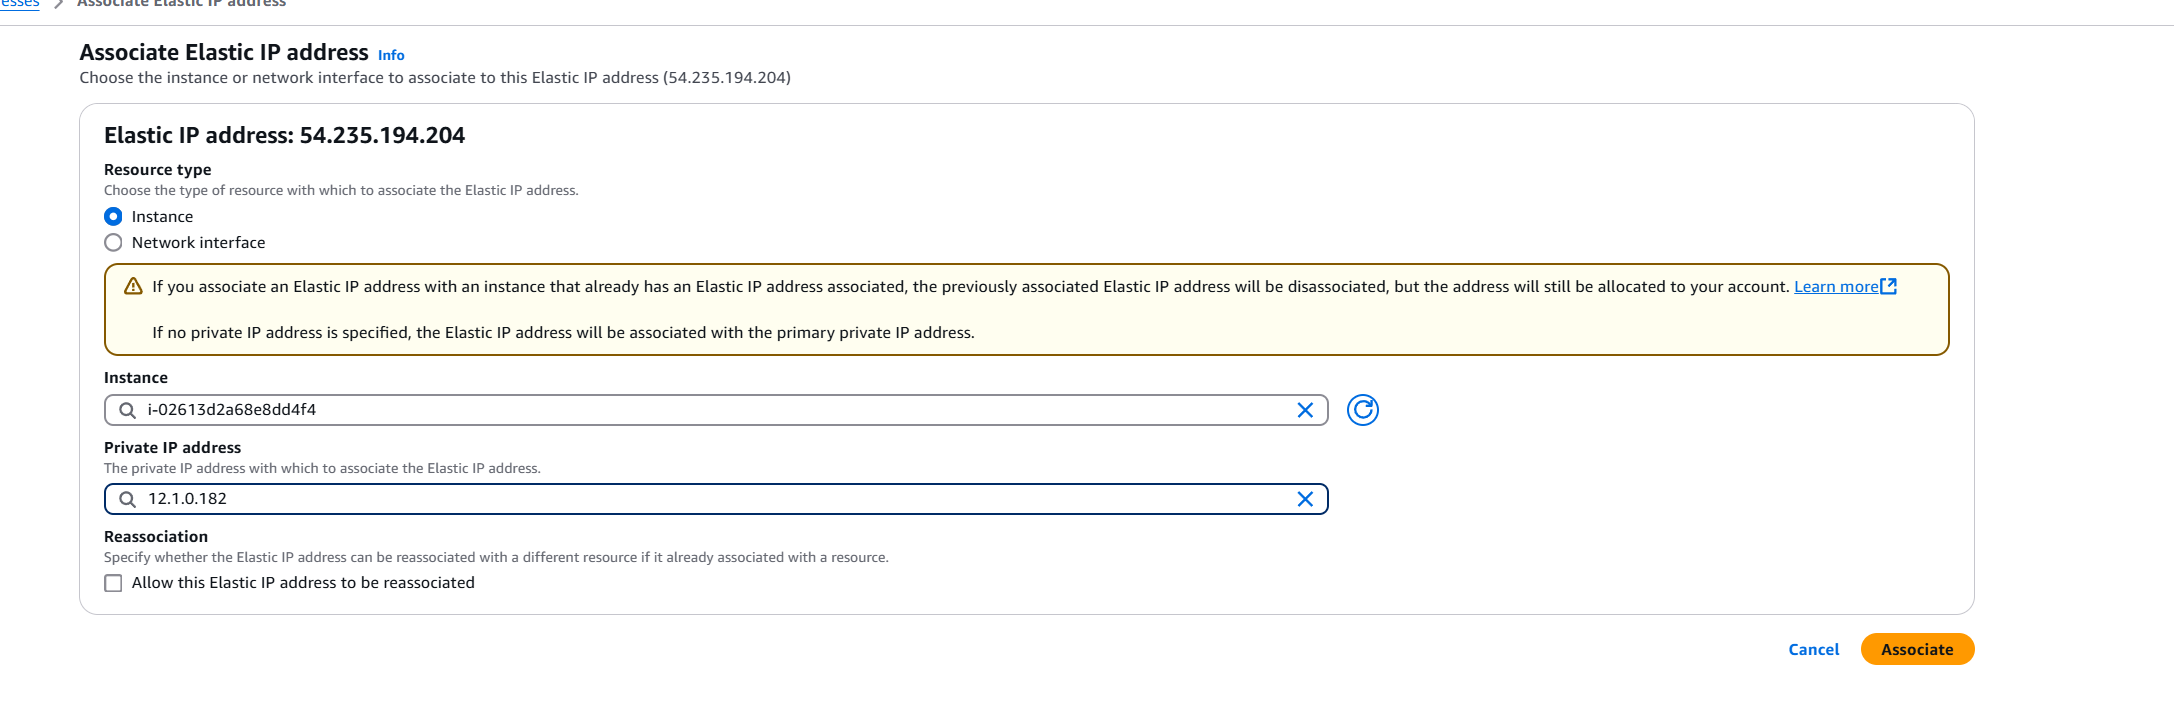 esses > Associate Elastic IP address
Associate Elastic IP address Info
Choose the instance or network interface to associate to this Elastic IP address (54.235.194.204)
Elastic IP address: 54.235.194.204
Resource type
Choose the type of resource with which to associate the Elastic IP address.
Instance
Network interface
If you associate an Elastic IP address with an instance that already has an Elastic IP address associated, the previously associated Elastic IP address will be disassociated, but the address will still be allocated to your account. Learn more
If no private IP address is specified, the Elastic IP address will be associated with the primary private IP address.
Instance
i-02613d2a68e8dd4f4
Private IP address
The private IP address with which to associate the Elastic IP address.
12.1.0.182
Reassociation
Specify whether the Elastic IP address can be reassociated with a different resource if it already associated with a resource.
Allow this Elastic IP address to be reassociated
Cancel Associate